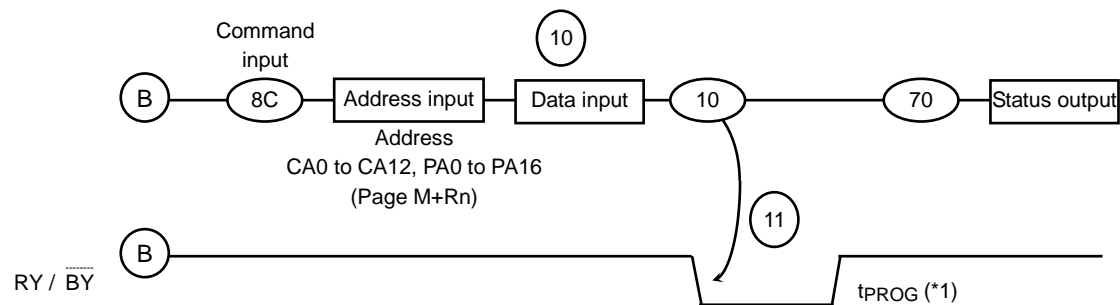 Command
input
10
B
8C
Address input
Data input
10
70
Status output
Address
CA0 to CA12, PA0 to PA16
(Page M+Rn)
11
B
RY / BY
tPROG (*1)